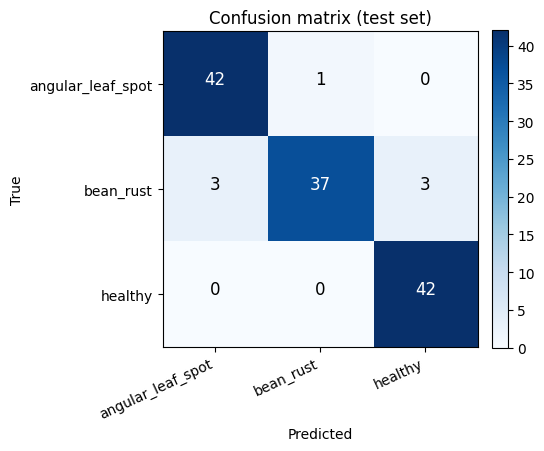 Confusion matrix (test set)
True
angular_leaf_spot 42 1 0
bean_rust 3 37 3
healthy 0 0 42
angular_leaf_spot bean_rust healthy
Predicted
40
35
30
25
20
15
10
5
0